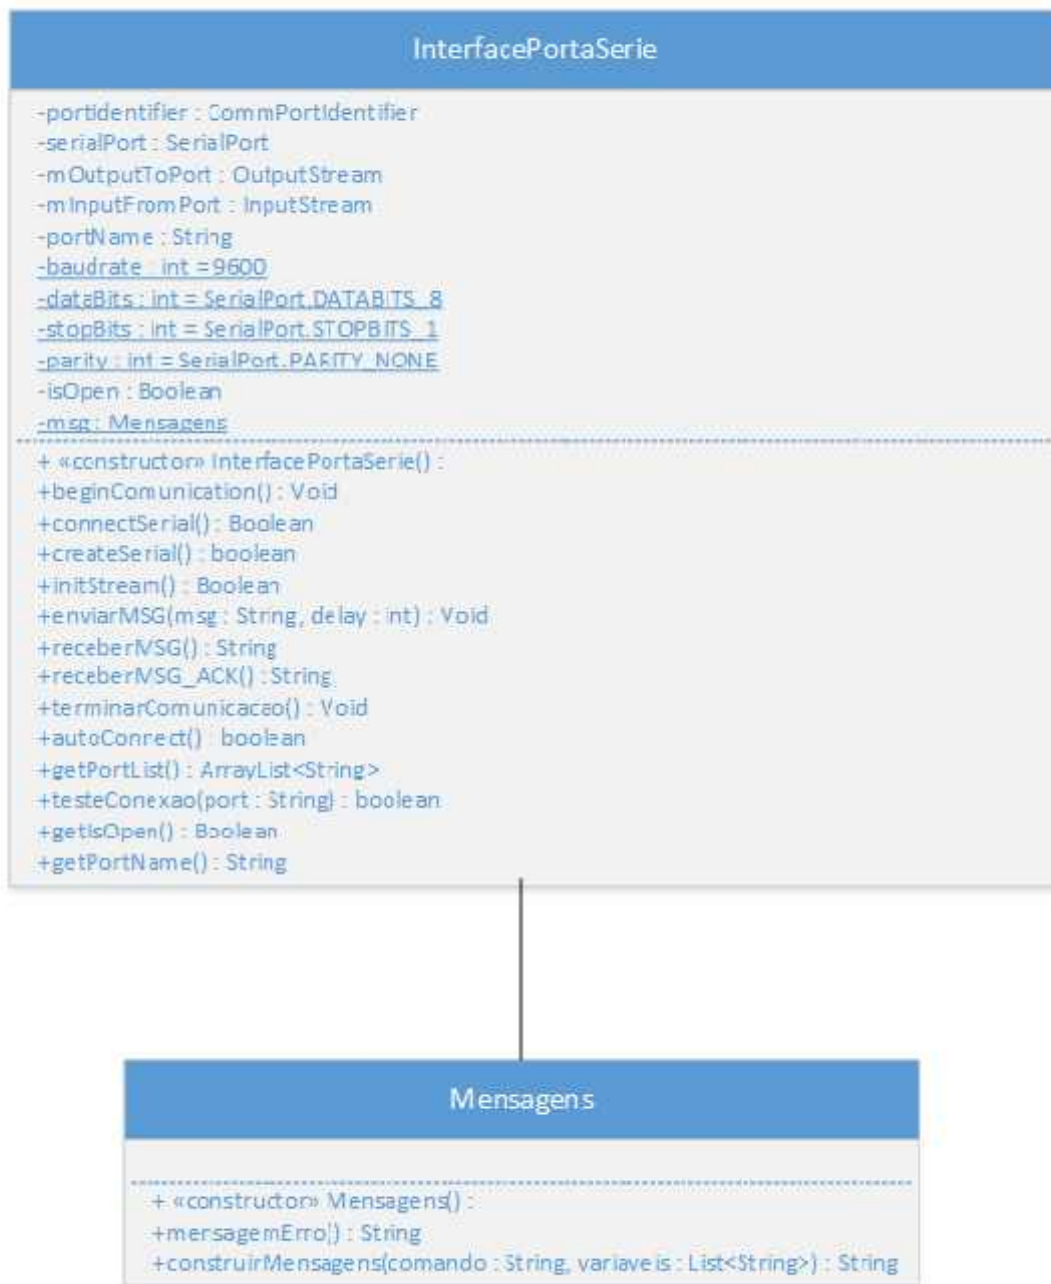 InterfacePortaSerie
-portIdentifier : CommPortIdentifier
-serialPort : SerialPort
-mOutputToPort : OutputStream
-mInputFromPort : InputStream
-portName : String
-baudrate : int = 9600
-dataBits : int = SerialPort.DATABITS_8
-stopBits : int = SerialPort.STOPBITS_1
-parity : int = SerialPort.PARITY_NONE
-isOpen : Boolean
-msg : Mensagens
+ «constructor» InterfacePortaSerie() :
+beginComunication() : Void
+connectSerial() : Boolean
+createSerial() : boolean
+initStream() : Boolean
+enviarMSG(msg : String, delay : int) : Void
+receberMSG() : String
+receberMSG_ACK() : String
+terminarComunicacao() : Void
+autoConnect() : boolean
+getPortList() : ArrayList<String>
+testeConexao(port : String) : boolean
+getIsOpen() : Boolean
+getPortName() : String
Mensagens
+ «constructor» Mensagens() :
+mensagemErro() : String
+construirMensagens(comando : String, variaveis : List<String>) : String